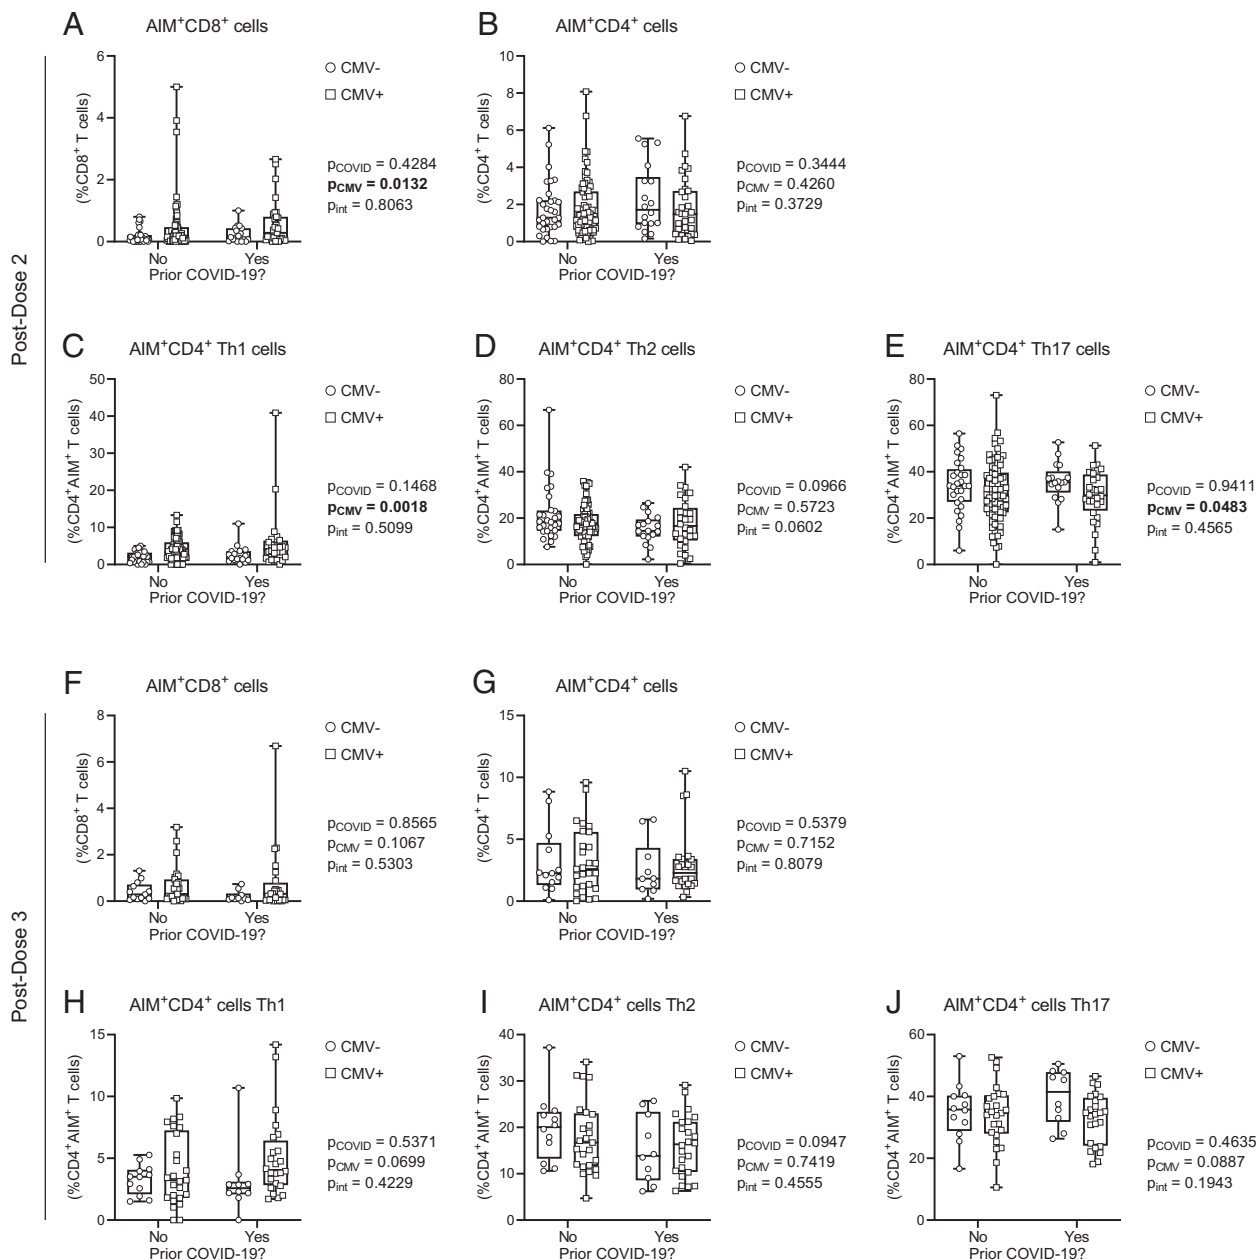 Post-Dose 2
A
AIM+CD8+ cells
(%CD8+ T cells)
6
4
2
0
No
Yes
Prior COVID-19?
CMV-
CMV+
pCOVID = 0.4284
pCMV = 0.0132
pint = 0.8063
B
AIM+CD4+ cells
(%CD4+ T cells)
10
8
6
4
2
0
No
Yes
Prior COVID-19?
CMV-
CMV+
pCOVID = 0.3444
pCMV = 0.4260
pint = 0.3729
C
AIM+CD4+ Th1 cells
(%CD4+AIM+ T cells)
50
40
30
20
10
0
No
Yes
Prior COVID-19?
CMV-
CMV+
pCOVID = 0.1468
pCMV = 0.0018
pint = 0.5099
D
AIM+CD4+ Th2 cells
(%CD4+AIM+ T cells)
80
60
40
20
0
No
Yes
Prior COVID-19?
CMV-
CMV+
pCOVID = 0.0966
pCMV = 0.5723
pint = 0.0602
E
AIM+CD4+ Th17 cells
(%CD4+AIM+ T cells)
80
60
40
20
0
No
Yes
Prior COVID-19?
CMV-
CMV+
pCOVID = 0.9411
pCMV = 0.0483
pint = 0.4565
Post-Dose 3
F
AIM+CD8+ cells
(%CD8+ T cells)
8
6
4
2
0
No
Yes
Prior COVID-19?
CMV-
CMV+
pCOVID = 0.8565
pCMV = 0.1067
pint = 0.5303
G
AIM+CD4+ cells
(%CD4+ T cells)
15
10
5
0
No
Yes
Prior COVID-19?
CMV-
CMV+
pCOVID = 0.5379
pCMV = 0.7152
pint = 0.8079
H
AIM+CD4+ cells Th1
(%CD4+AIM+ T cells)
15
10
5
0
No
Yes
Prior COVID-19?
CMV-
CMV+
pCOVID = 0.5371
pCMV = 0.0699
pint = 0.4229
I
AIM+CD4+ cells Th2
(%CD4+AIM+ T cells)
40
30
20
10
0
No
Yes
Prior COVID-19?
CMV-
CMV+
pCOVID = 0.0947
pCMV = 0.7419
pint = 0.4555
J
AIM+CD4+ cells Th17
(%CD4+AIM+ T cells)
60
40
20
0
No
Yes
Prior COVID-19?
CMV-
CMV+
pCOVID = 0.4635
pCMV = 0.0887
pint = 0.1943